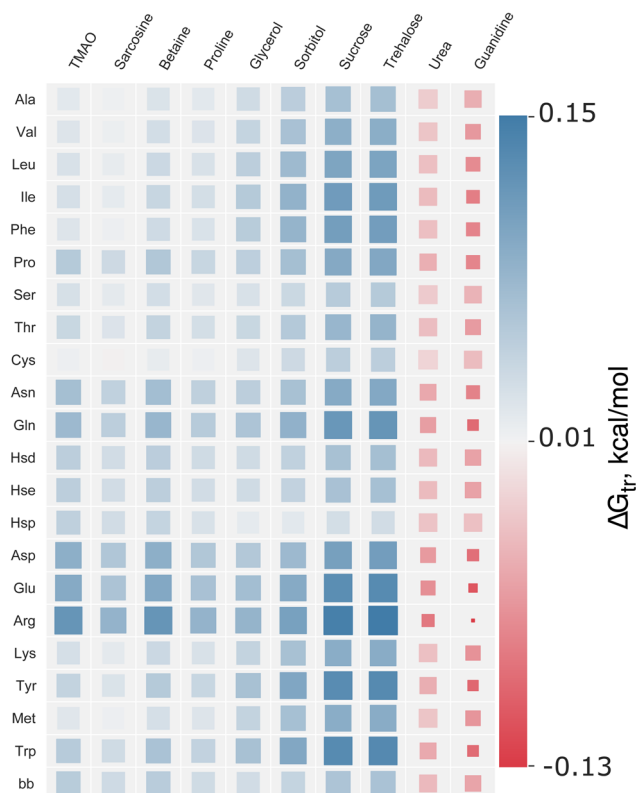 TMAO Sarcosine Betaine Proline Glycerol Sorbitol Sucrose Trehalose Urea Guanidine
Ala
Val
Leu
Ile
Phe
Pro
Ser
Thr
Cys
Asn
Gln
Hsd
Hse
Hsp
Asp
Glu
Arg
Lys
Tyr
Met
Trp
bb
0.15
0.01
-0.13
ΔGtr, kcal/mol